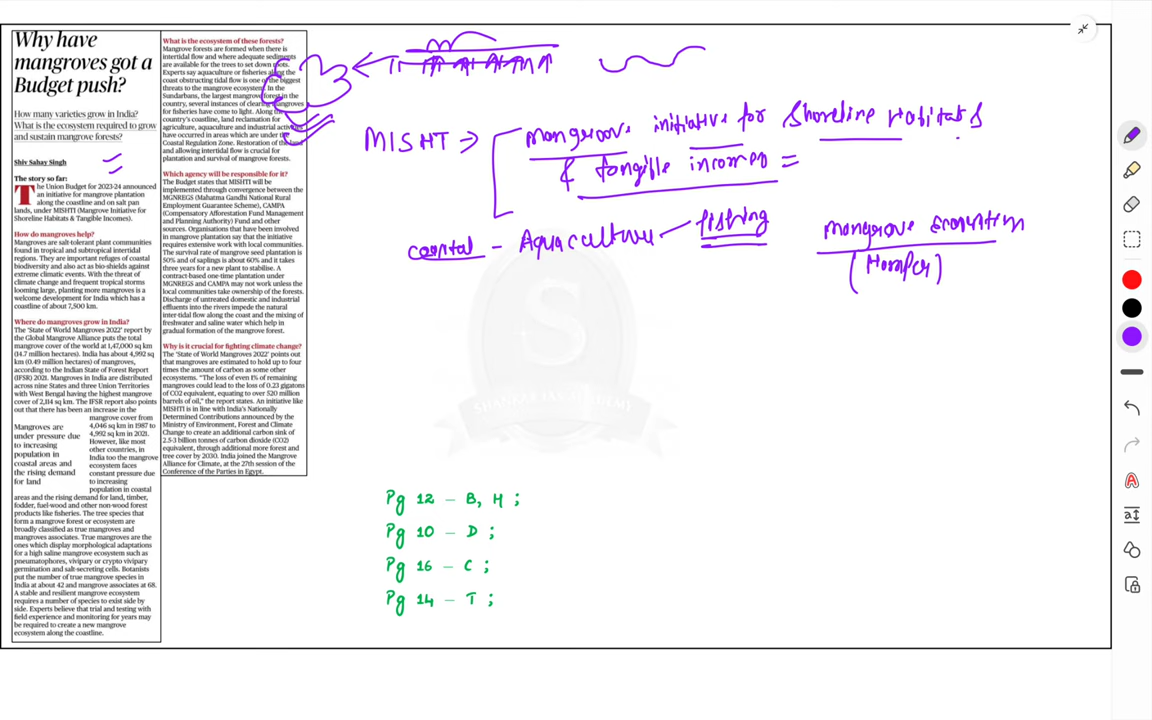 Why have
mangroves got a
Budget push?
How many varieties grow in India?
What is the ecosystem required to grow
and sustain mangrove forests?
Shiv Sahay Singh
The story so far:
The Union Budget for 2023-24 announced
an initiative for mangrove plantation
along the coastline and on salt pan
lands, under MISHTI (Mangrove Initiative for
Shoreline Habitats & Tangible Incomes).
How do mangroves help?
Mangroves are salt-tolerant plant communities
found in tropical and subtropical intertidal
regions. They are important refuges of coastal
biodiversity and also act as bio-shields against
extreme climatic events. With the threat of
climate change and frequent tropical storms
looming large, planting more mangroves is a
welcome development for India which has a
coastline of about 7,500 km.
Where do mangroves grow in India?
The 'State of World Mangroves 2022' report by
the Global Mangrove Alliance puts the total
mangrove cover of the world at 1,47,000 sq km
(14.7 million hectares). India has about 4,992 sq
km (0.49 million hectares) of mangroves,
according to the Indian State of Forest Report
(IFSR) 2021. Mangroves in India are distributed
across nine States and three Union Territories
with West Bengal having the highest mangrove
cover of 2,114 sq km. The IFSR report also points
out that there has been an increase in the
mangrove cover from
4,046 sq km in 1987 to
4,992 sq km in 2021.
However, like most
other countries, in
India too the mangrove
ecosystem faces
constant pressure due
to increasing
population in coastal
Mangroves are
under pressure due
to increasing
population in
coastal areas and
the rising demand
for land
areas and the rising demand for land, timber,
fodder, fuel-wood and other non-wood forest
products like fisheries. The tree species that
form a mangrove forest or ecosystem are
broadly classified as true mangroves and
mangroves associates. True mangroves are the
ones which display morphological adaptations
for a high saline mangrove ecosystem such as
pneumatophores, vivipary or crypto vivipary
germination and salt-secreting cells. Botanists
put the number of true mangrove species in
India at about 42 and mangrove associates at 68.
A stable and resilient mangrove ecosystem
requires a number of species to exist side by
side. Experts believe that trial and testing with
field experience and monitoring for years may
be required to create a new mangrove
ecosystem along the coastline.
What is the ecosystem of these forests?
Mangrove forests are formed when there is
intertidal flow and where adequate sediments
are available for the trees to set down roots.
Experts say aquaculture or fisheries along the
coast obstructing tidal flow is one of the biggest
threats to the mangrove ecosystem. In the
Sundarbans, the largest mangrove forest in the
country, several instances of clearing mangroves
for fisheries have come to light. Along the
country's coastline, land reclamation for
agriculture, aquaculture and industrial activities
have occurred in areas which are under the
Coastal Regulation Zone. Restoration of the land
and allowing intertidal flow is crucial for
plantation and survival of mangrove forests.
Which agency will be responsible for it?
The Budget states that MISHTI will be
implemented through convergence between the
MGNREGS (Mahatma Gandhi National Rural
Employment Guarantee Scheme), CAMPA
(Compensatory Afforestation Fund Management
and Planning Authority) Fund and other
sources. Organisations that have been involved
in mangrove plantation say that the initiative
requires extensive work with local communities.
The survival rate of mangrove seed plantation is
50% and of saplings is about 60% and it takes
three years for a new plant to stabilise. A
contract-based one-time plantation under
MGNREGS and CAMPA may not work unless the
local communities take ownership of the forests.
Discharge of untreated domestic and industrial
effluents into the rivers impede the natural
inter-tidal flow along the coast and the mixing of
freshwater and saline water which help in
gradual formation of the mangrove forest.
Why is it crucial for fighting climate change?
The 'State of World Mangroves 2022' points out
that mangroves are estimated to hold up to four
times the amount of carbon as some other
ecosystems. "The loss of even 1% of remaining
mangroves could lead to the loss of 0.23 gigatons
of CO2 equivalent, equating to over 520 million
barrels of oil," the report states. An initiative like
MISHTI is in line with India's Nationally
Determined Contributions announced by the
Ministry of Environment, Forest and Climate
Change to create an additional carbon sink of
2.5-3 billion tonnes of carbon dioxide (CO2)
equivalent, through additional more forest and
tree cover by 2030. India joined the Mangrove
Alliance for Climate, at the 27th session of the
Conference of the Parties in Egypt.
MISHT ⇒ mangroove initiative for Shoreline Habitats
& tangible incomes =
coastal - Aquaculture - fishing
mangrove ecosystem
(Hamper)
SHANKAR IAS ACADEMY
Pg 12 - B, H ;
Pg 10 - D ;
Pg 16 - C ;
Pg 14 - T ;